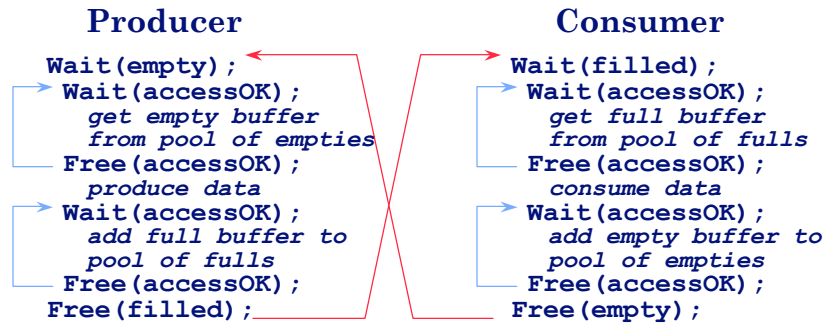 Producer
Wait(empty);
Wait(accessOK);
get empty buffer
from pool of empties
Free(accessOK);
produce data
Wait(accessOK);
add full buffer to
pool of fulls
Free(accessOK);
Free(filled);
Consumer
Wait(filled);
Wait(accessOK);
get full buffer
from pool of fulls
Free(accessOK);
consume data
Wait(accessOK);
add empty buffer to
pool of empties
Free(accessOK);
Free(empty);